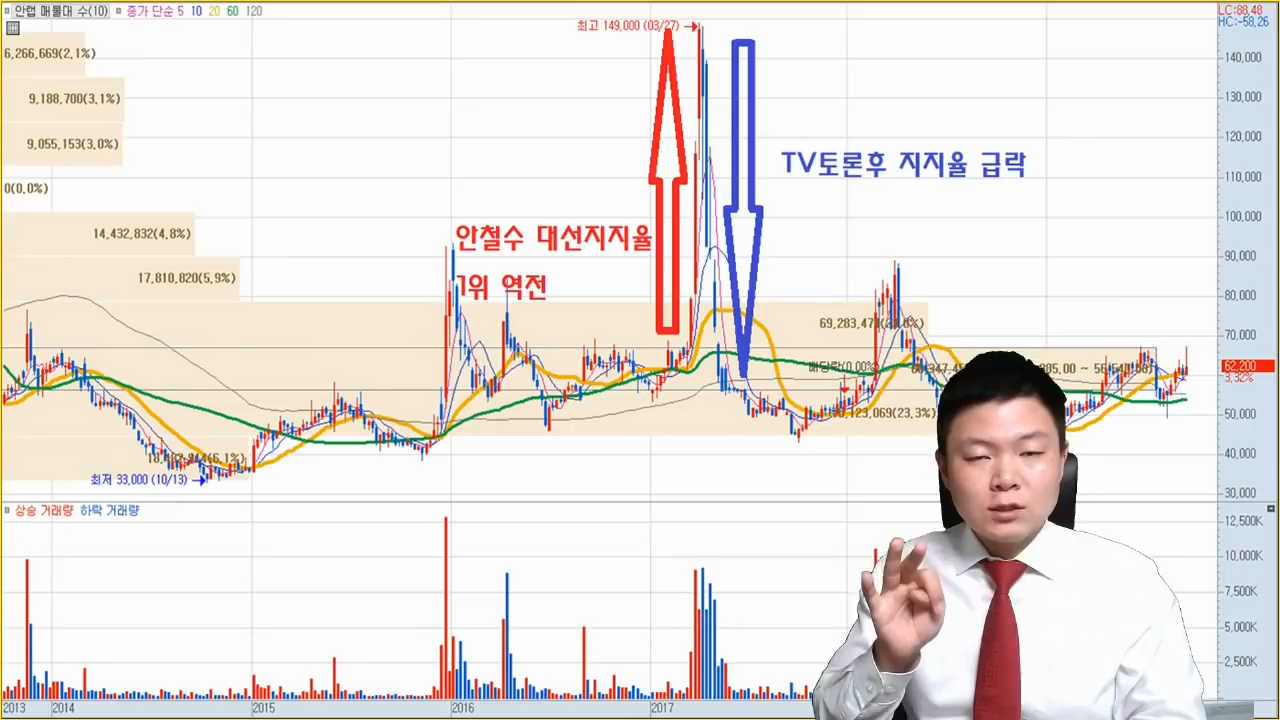 안랩 매물대 수(10) 종가 단순 5 10 20 60 120
LC:88,48
HC:-58,26
최고 149,000 (03/27)
6,266,669(2,1%)
9,188,700(3,1%)
9,055,153(3,0%)
0(0,0%)
14,432,832(4,8%)
17,810,820(5,9%)
TV토론후 지지율 급락
안철수 대선지지율
1위 역전
최저 33,000 (10/13)
140,000
130,000
120,000
110,000
100,000
90,000
80,000
70,000
62,200
50,000
40,000
30,000
상승 거래량 하락 거래량
12,500K
10,000K
7,500K
5,000K
2,500K
2013 2014 2015 2016 2017